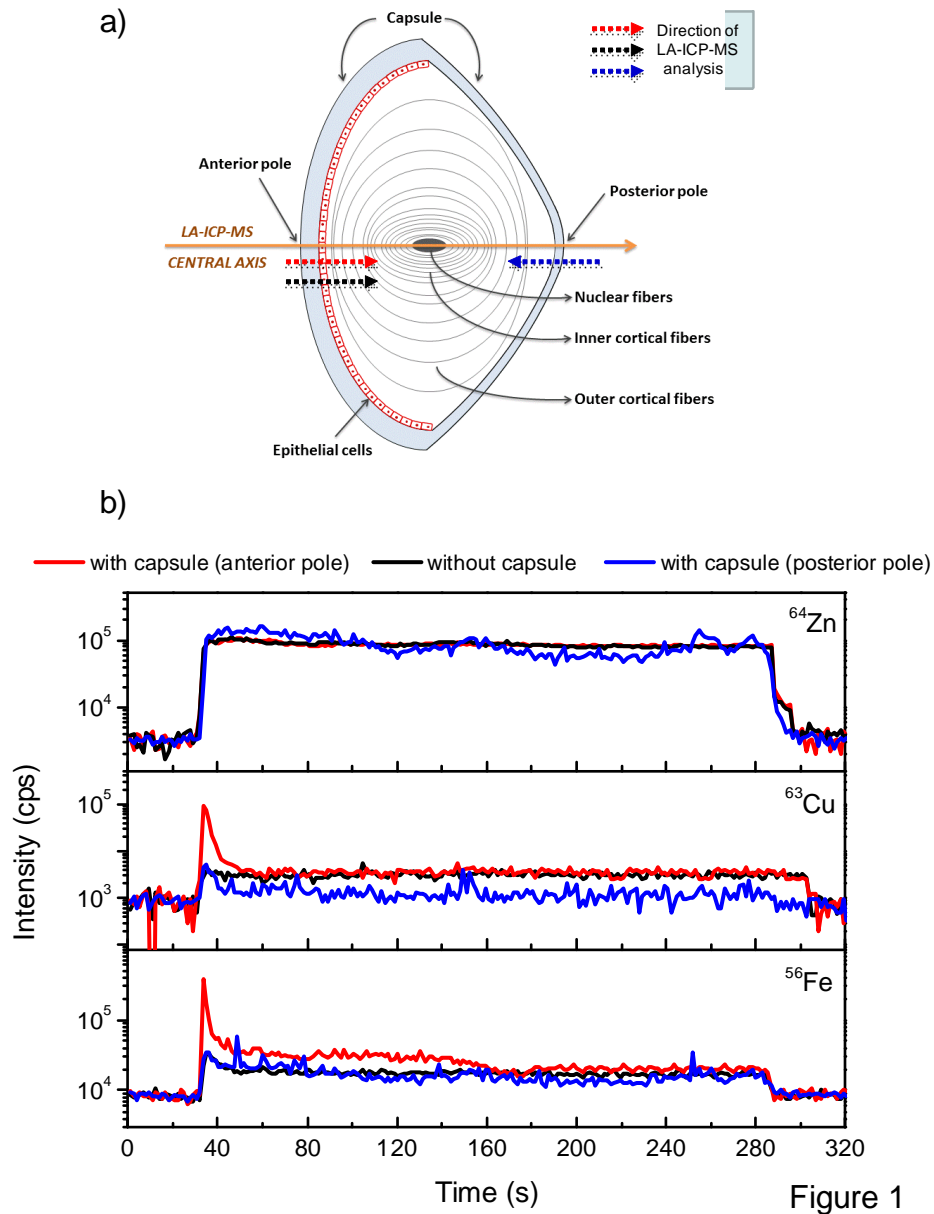 a)
Capsule
Direction of
LA-ICP-MS
analysis
Anterior pole
Posterior pole
LA-ICP-MS
CENTRAL AXIS
Nuclear fibers
Inner cortical fibers
Outer cortical fibers
Epithelial cells
b)
with capsule (anterior pole) without capsule with capsule (posterior pole)
64Zn
10^5
10^4
63Cu
10^5
10^3
56Fe
10^5
10^4
Intensity (cps)
0 40 80 120 160 200 240 280 320
Time (s)
Figure 1